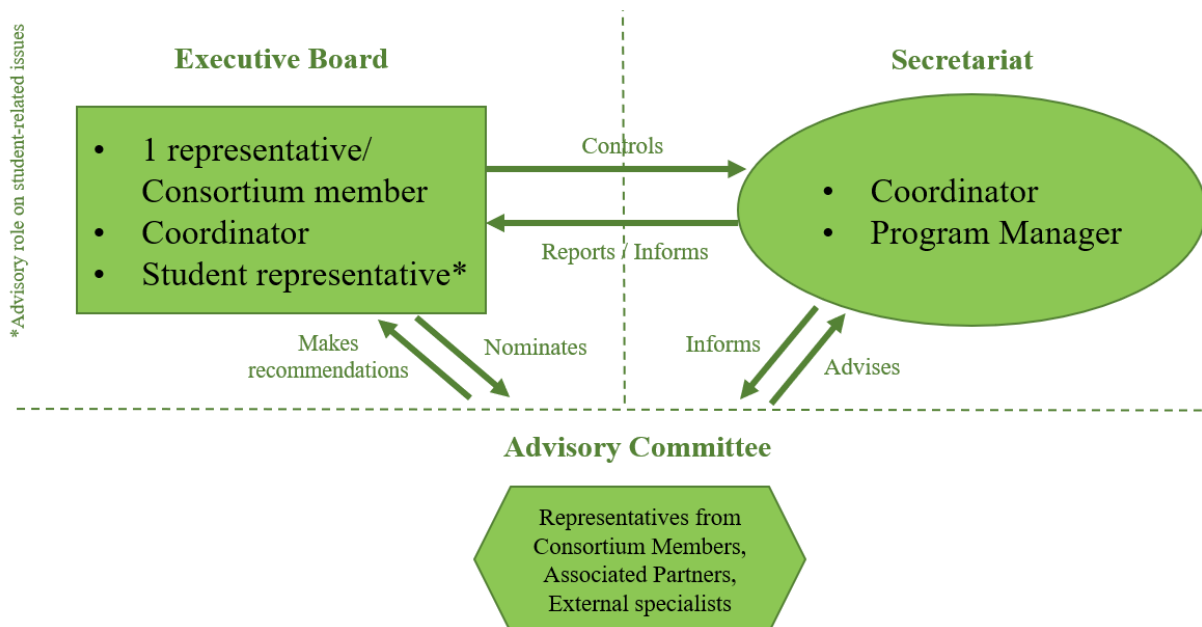 *Advisory role on student-related issues
Executive Board
Secretariat
• 1 representative/
Consortium member
• Coordinator
• Student representative*
Controls
Reports / Informs
• Coordinator
• Program Manager
Makes
recommendations
Nominates
Informs
Advises
Advisory Committee
Representatives from
Consortium Members,
Associated Partners,
External specialists